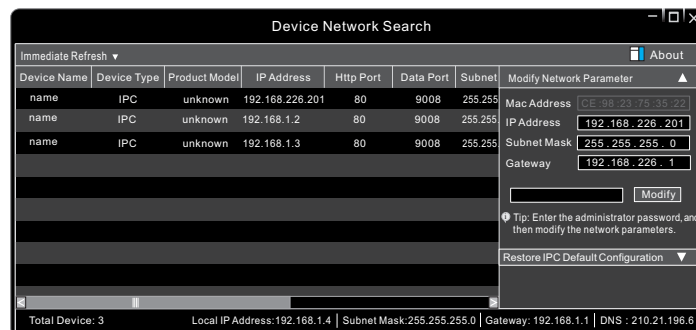 Device Network Search
Immediate Refresh ▼
About
Device Name Device Type Product Model IP Address Http Port Data Port Subnet
name IPC unknown 192.168.226.201 80 9008 255.255
name IPC unknown 192.168.1.2 80 9008 255.255.
name IPC unknown 192.168.1.3 80 9008 255.255.
Modify Network Parameter ▲
Mac Address CE:98:23:75:35:22
IP Address 192.168.226.201
Subnet Mask 255.255.255.0
Gateway 192.168.226.1
Modify
Tip: Enter the administrator password, and
then modify the network parameters.
Restore IPC Default Configuration ▼
Total Device: 3 Local IP Address:192.168.1.4 Subnet Mask:255.255.255.0 Gateway: 192.168.1.1 DNS : 210.21.196.6